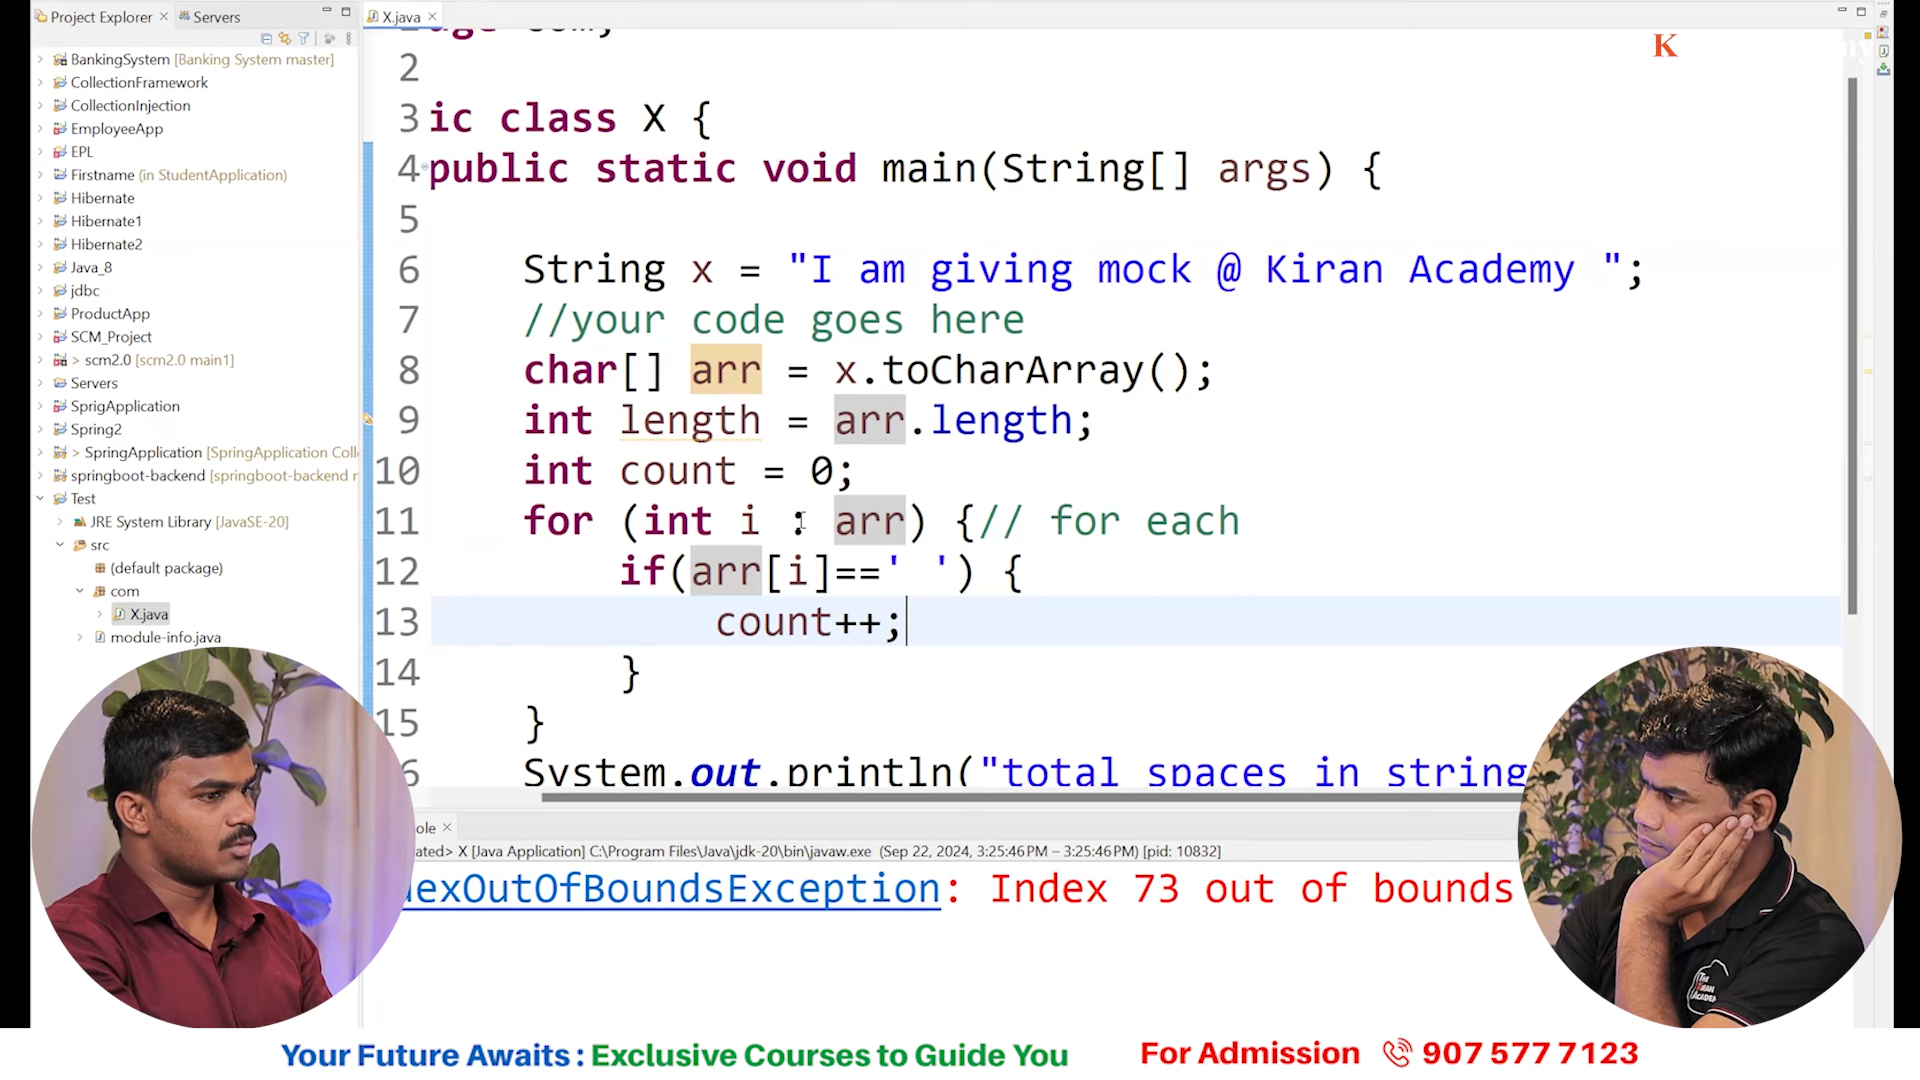 Project Explorer
Servers
X.java
BankingSystem [Banking System master]
CollectionFramework
CollectionInjection
EmployeeApp
EPL
Firstname (in StudentApplication)
Hibernate
Hibernate1
Hibernate2
Java_8
jdbc
ProductApp
SCM_Project
> scm2.0 [scm2.0 main1]
Servers
SprigApplication
Spring2
> SpringApplication [SpringApplication Coll
springboot-backend [springboot-backend
Test
JRE System Library [JavaSE-20]
src
(default package)
com
X.java
module-info.java
K
2
3 ic class X {
4 public static void main(String[] args) {
5
6 String x = "I am giving mock @ Kiran Academy ";
7 //your code goes here
8 char[] arr = x.toCharArray();
9 int length = arr.length;
10 int count = 0;
11 for (int i : arr) {// for each
12 if(arr[i]==' ') {
13 count++;
14 }
15 }
6 System.out.println("total spaces in string
ole
ated> X [Java Application] C:\Program Files\Java\jdk-20\bin\javaw.exe (Sep 22, 2024, 3:25:46 PM – 3:25:46 PM) [pid: 10832]
dexOutOfBoundsException: Index 73 out of bounds
THE KIRAN ACADEMY
Your Future Awaits : Exclusive Courses to Guide You
For Admission 907 577 7123